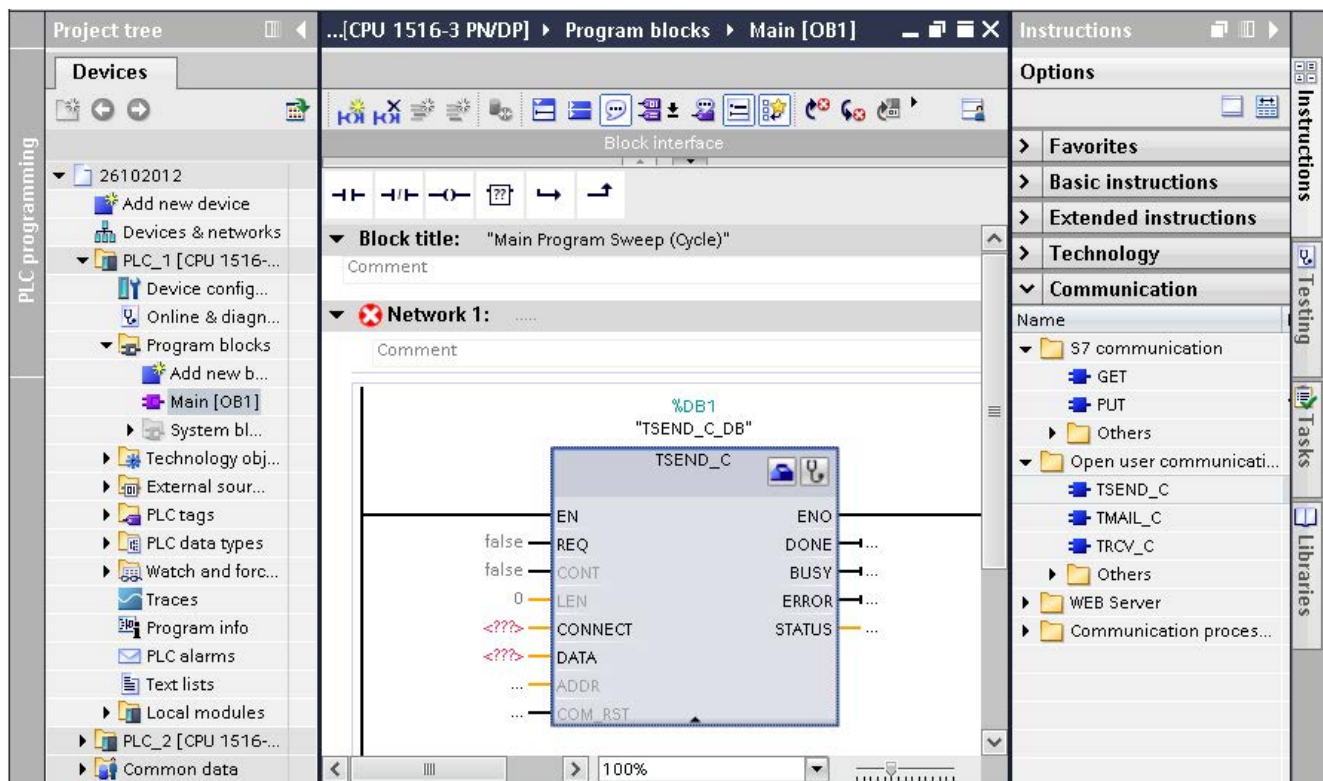 PLC programming
Project tree
Devices
26102012
Add new device
Devices & networks
PLC_1 [CPU 1516-...
Device config...
Online & diagn...
Program blocks
Add new b...
Main [OB1]
System bl...
Technology obj...
External sour...
PLC tags
PLC data types
Watch and forc...
Traces
Program info
PLC alarms
Text lists
Local modules
PLC_2 [CPU 1516-...
Common data
...[CPU 1516-3 PN/DP] Program blocks Main [OB1]
Block interface
??
Block title: "Main Program Sweep (Cycle)"
Comment
Network 1: .....
Comment
%DB1
"TSEND_C_DB"
TSEND_C
EN ENO
false REQ DONE ...
false CONT BUSY ...
0 LEN ERROR ...
<???> CONNECT STATUS ...
<???> DATA
... ADDR
... COM_RST
100%
Instructions
Options
Favorites
Basic instructions
Extended instructions
Technology
Communication
Name
S7 communication
GET
PUT
Others
Open user communicati...
TSEND_C
TMAIL_C
TRCV_C
Others
WEB Server
Communication proces...
Instructions
Testing
Tasks
Libraries